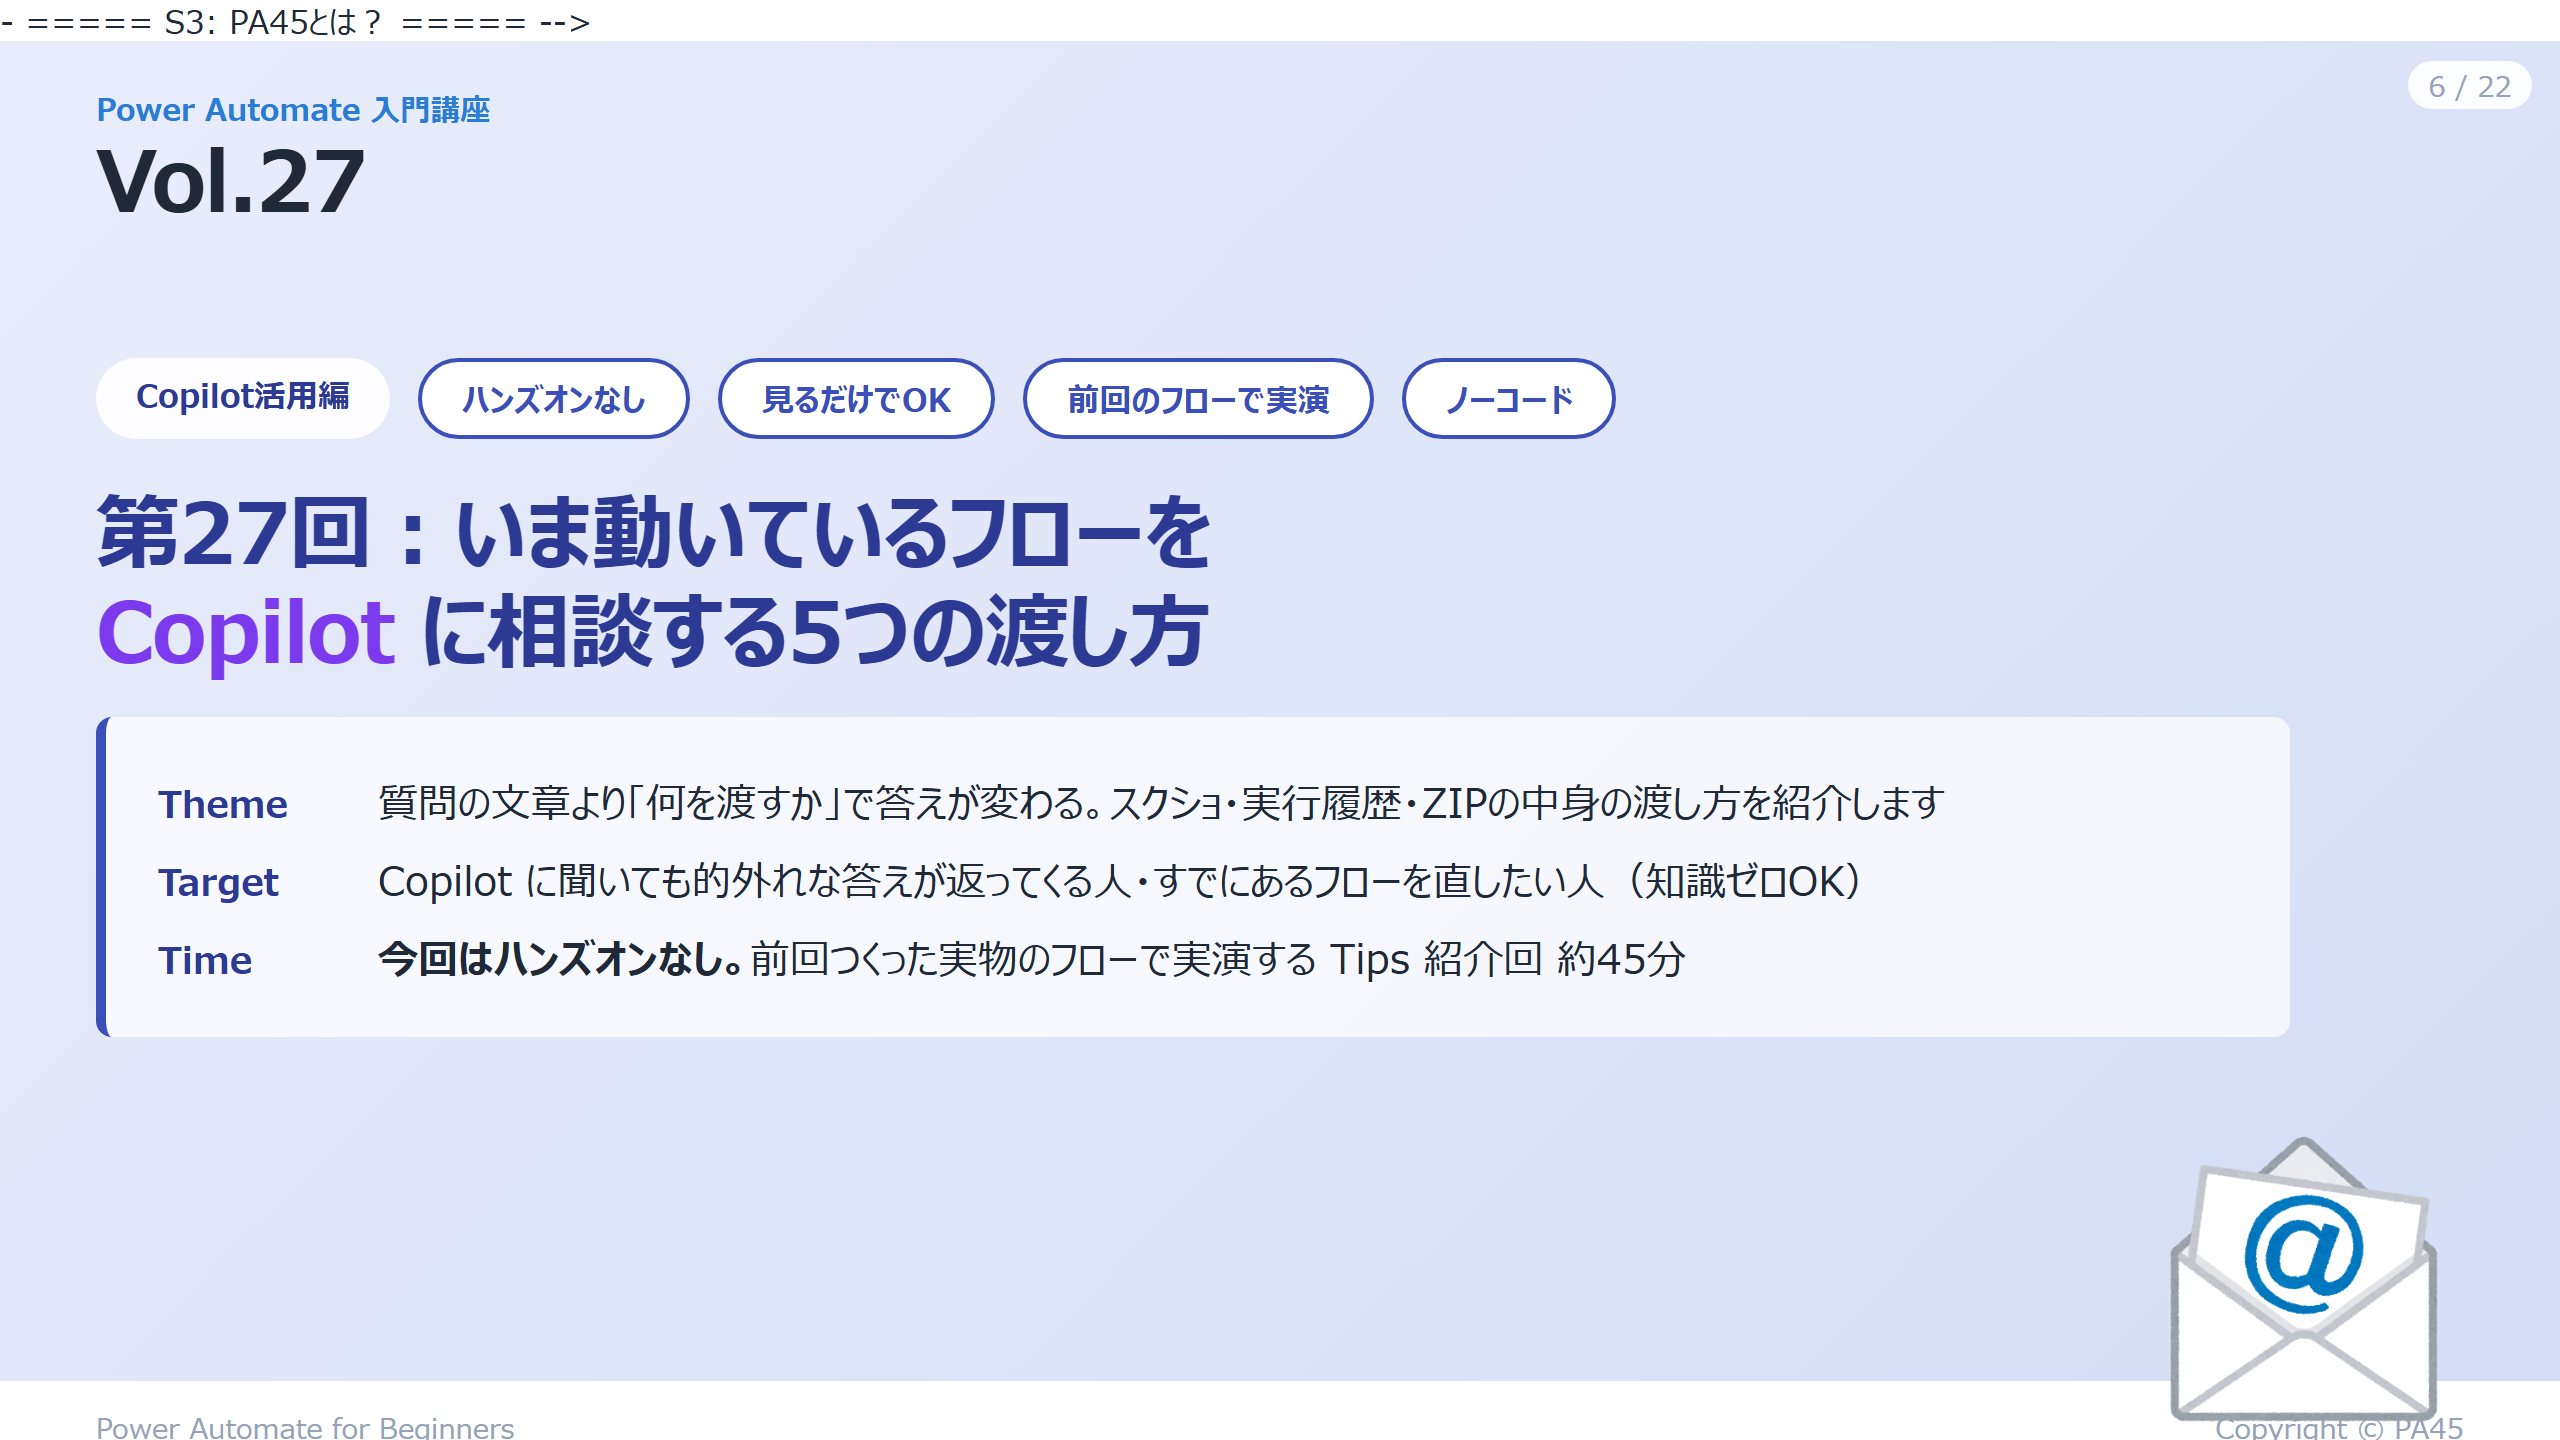 - ===== S3: PA45とは？ ===== -->
6 / 22
Power Automate 入門講座
Vol.27
Copilot活用編
ハンズオンなし
見るだけでOK
前回のフローで実演
ノーコード
第27回：いま動いているフローを
Copilot に相談する5つの渡し方
Theme 質問の文章より「何を渡すか」で答えが変わる。スクショ・実行履歴・ZIPの中身の渡し方を紹介します
Target Copilot に聞いても的外れな答えが返ってくる人・すでにあるフローを直したい人（知識ゼロOK）
Time 今回はハンズオンなし。前回つくった実物のフローで実演する Tips 紹介回 約45分
@
Power Automate for Beginners
Copyright © PA45